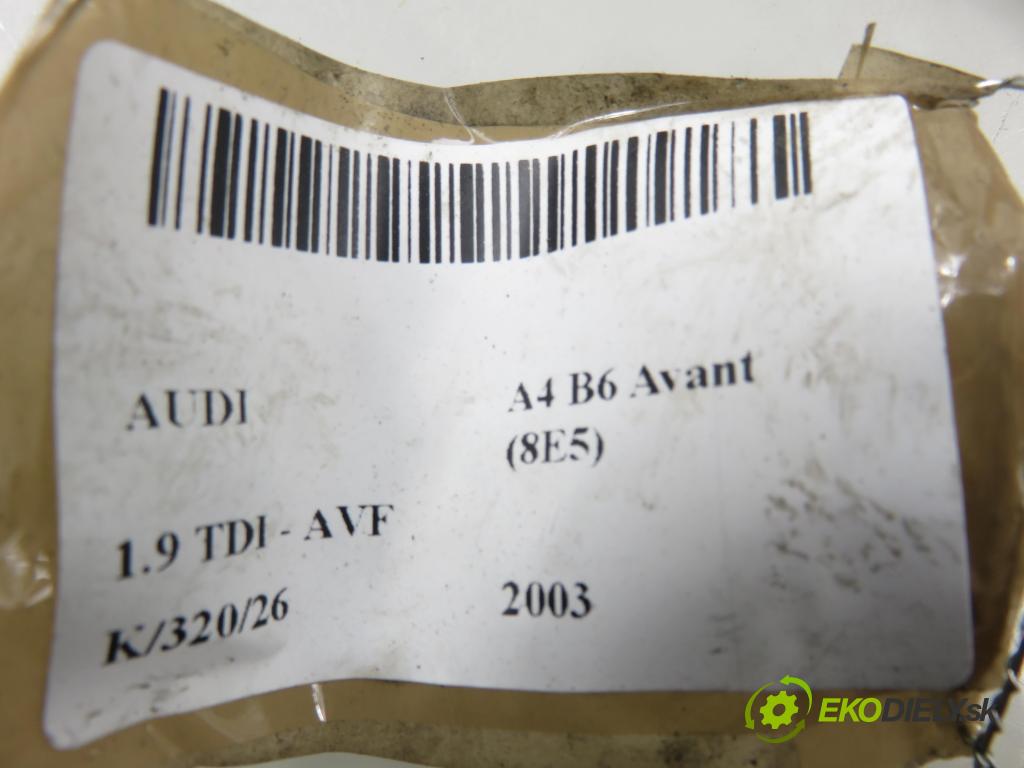 AUDI
A4 B6 Avant
(8E5)
1.9 TDI - AVF
K/320/26
2003
EKODIELY.sk